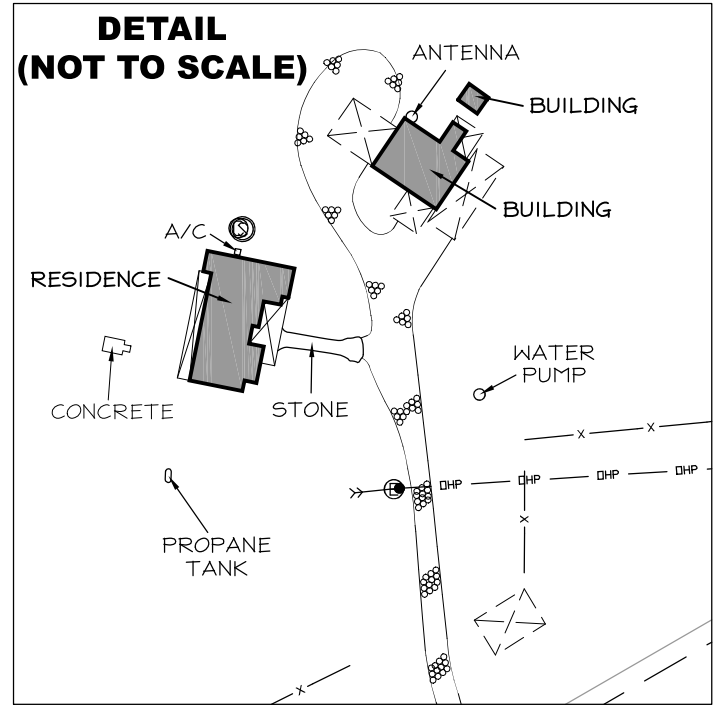 DETAIL
(NOT TO SCALE)
ANTENNA
BUILDING
BUILDING
A/C
RESIDENCE
WATER
PUMP
CONCRETE
STONE
X
X
OHP
OHP
OHP
OHP
X
PROPANE
TANK
X